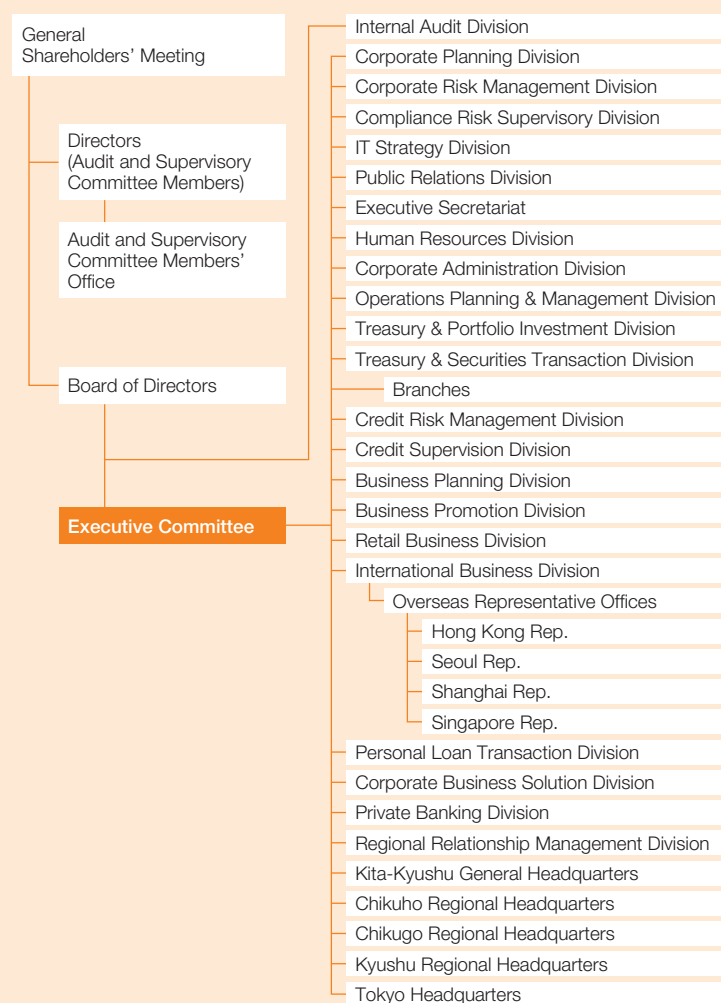 General
Shareholders’ Meeting
Directors
(Audit and Supervisory
Committee Members)
Audit and Supervisory
Committee Members’
Office
Board of Directors
Executive Committee
Internal Audit Division
Corporate Planning Division
Corporate Risk Management Division
Compliance Risk Supervisory Division
IT Strategy Division
Public Relations Division
Executive Secretariat
Human Resources Division
Corporate Administration Division
Operations Planning & Management Division
Treasury & Portfolio Investment Division
Treasury & Securities Transaction Division
Branches
Credit Risk Management Division
Credit Supervision Division
Business Planning Division
Business Promotion Division
Retail Business Division
International Business Division
Overseas Representative Offices
Hong Kong Rep.
Seoul Rep.
Shanghai Rep.
Singapore Rep.
Personal Loan Transaction Division
Corporate Business Solution Division
Private Banking Division
Regional Relationship Management Division
Kita-Kyushu General Headquarters
Chikuho Regional Headquarters
Chikugo Regional Headquarters
Kyushu Regional Headquarters
Tokyo Headquarters